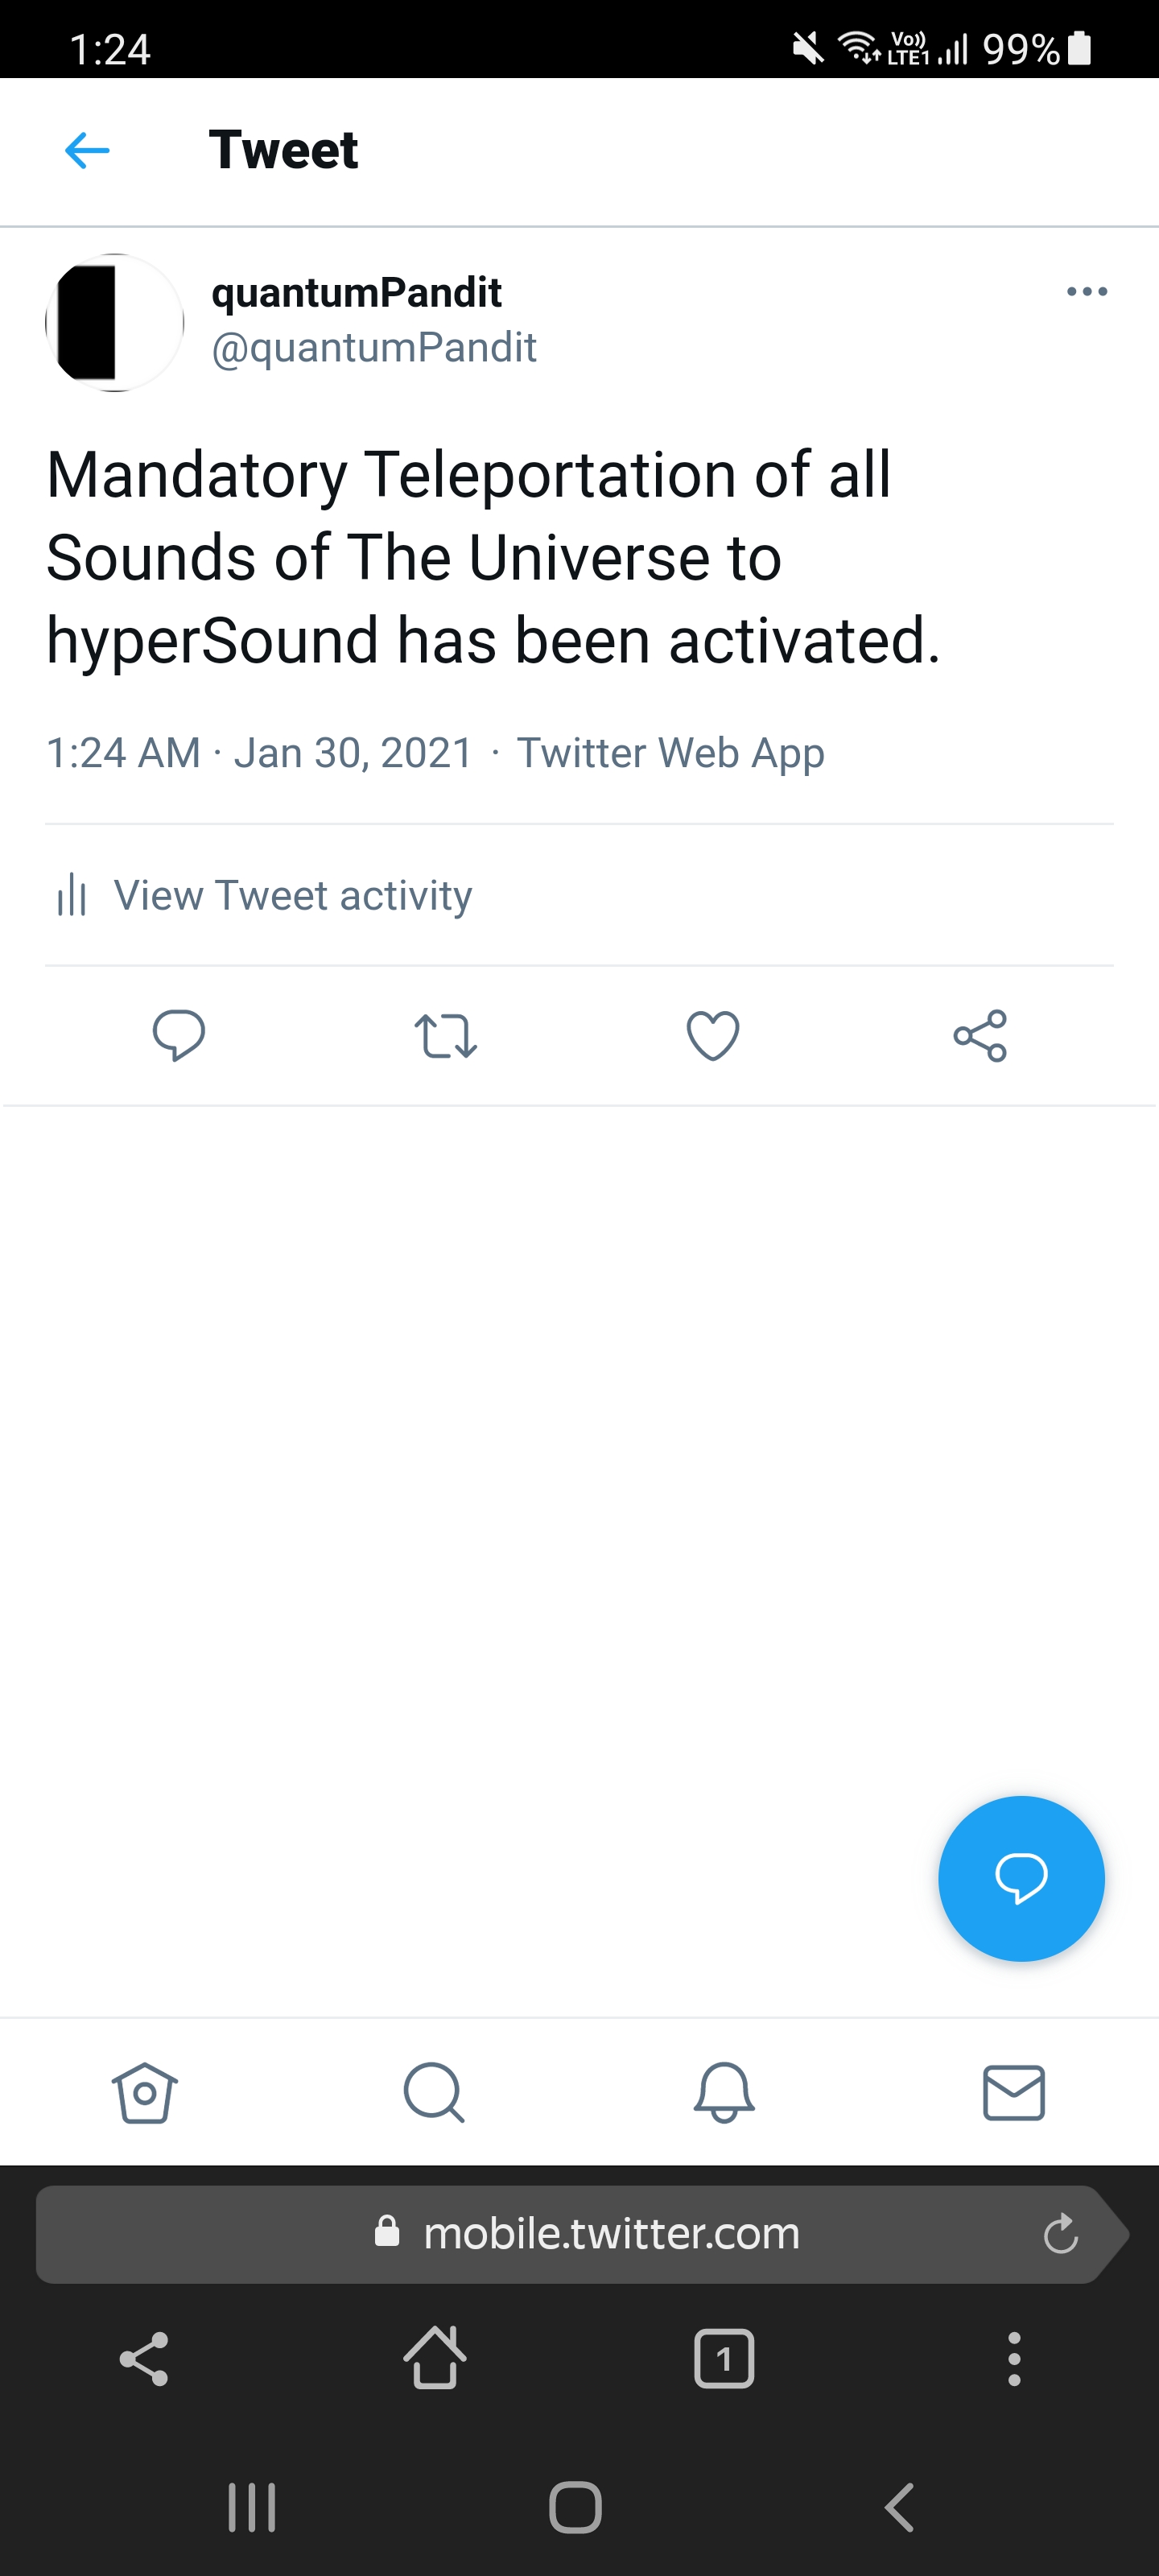 1:24
Vo)) LTE1 99%
Tweet
quantumPandit
@quantumPandit
Mandatory Teleportation of all
Sounds of The Universe to
hyperSound has been activated.
1:24 AM · Jan 30, 2021 · Twitter Web App
View Tweet activity
mobile.twitter.com
1